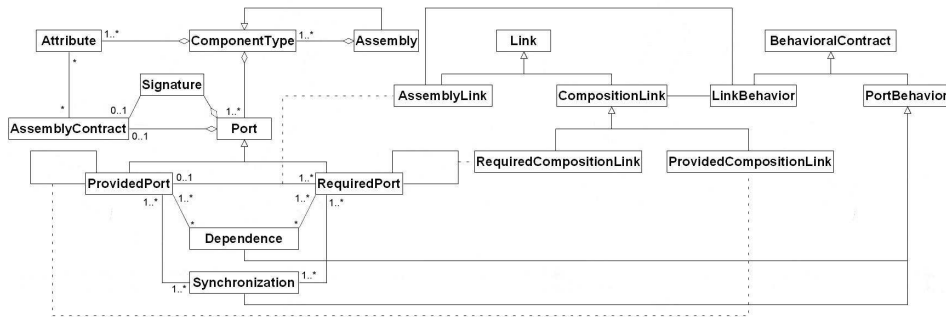 Attribute
1..*
ComponentType
1..*
Assembly
Link
BehavioralContract
*
Signature
*
0..1
1..*
AssemblyLink
CompositionLink
LinkBehavior
PortBehavior
AssemblyContract
0..1
Port
RequiredCompositionLink
ProvidedCompositionLink
ProvidedPort
0..1
1..*
RequiredPort
1..*
1..*
1..*
1..*
*
*
Dependence
1..*
Synchronization
1..*